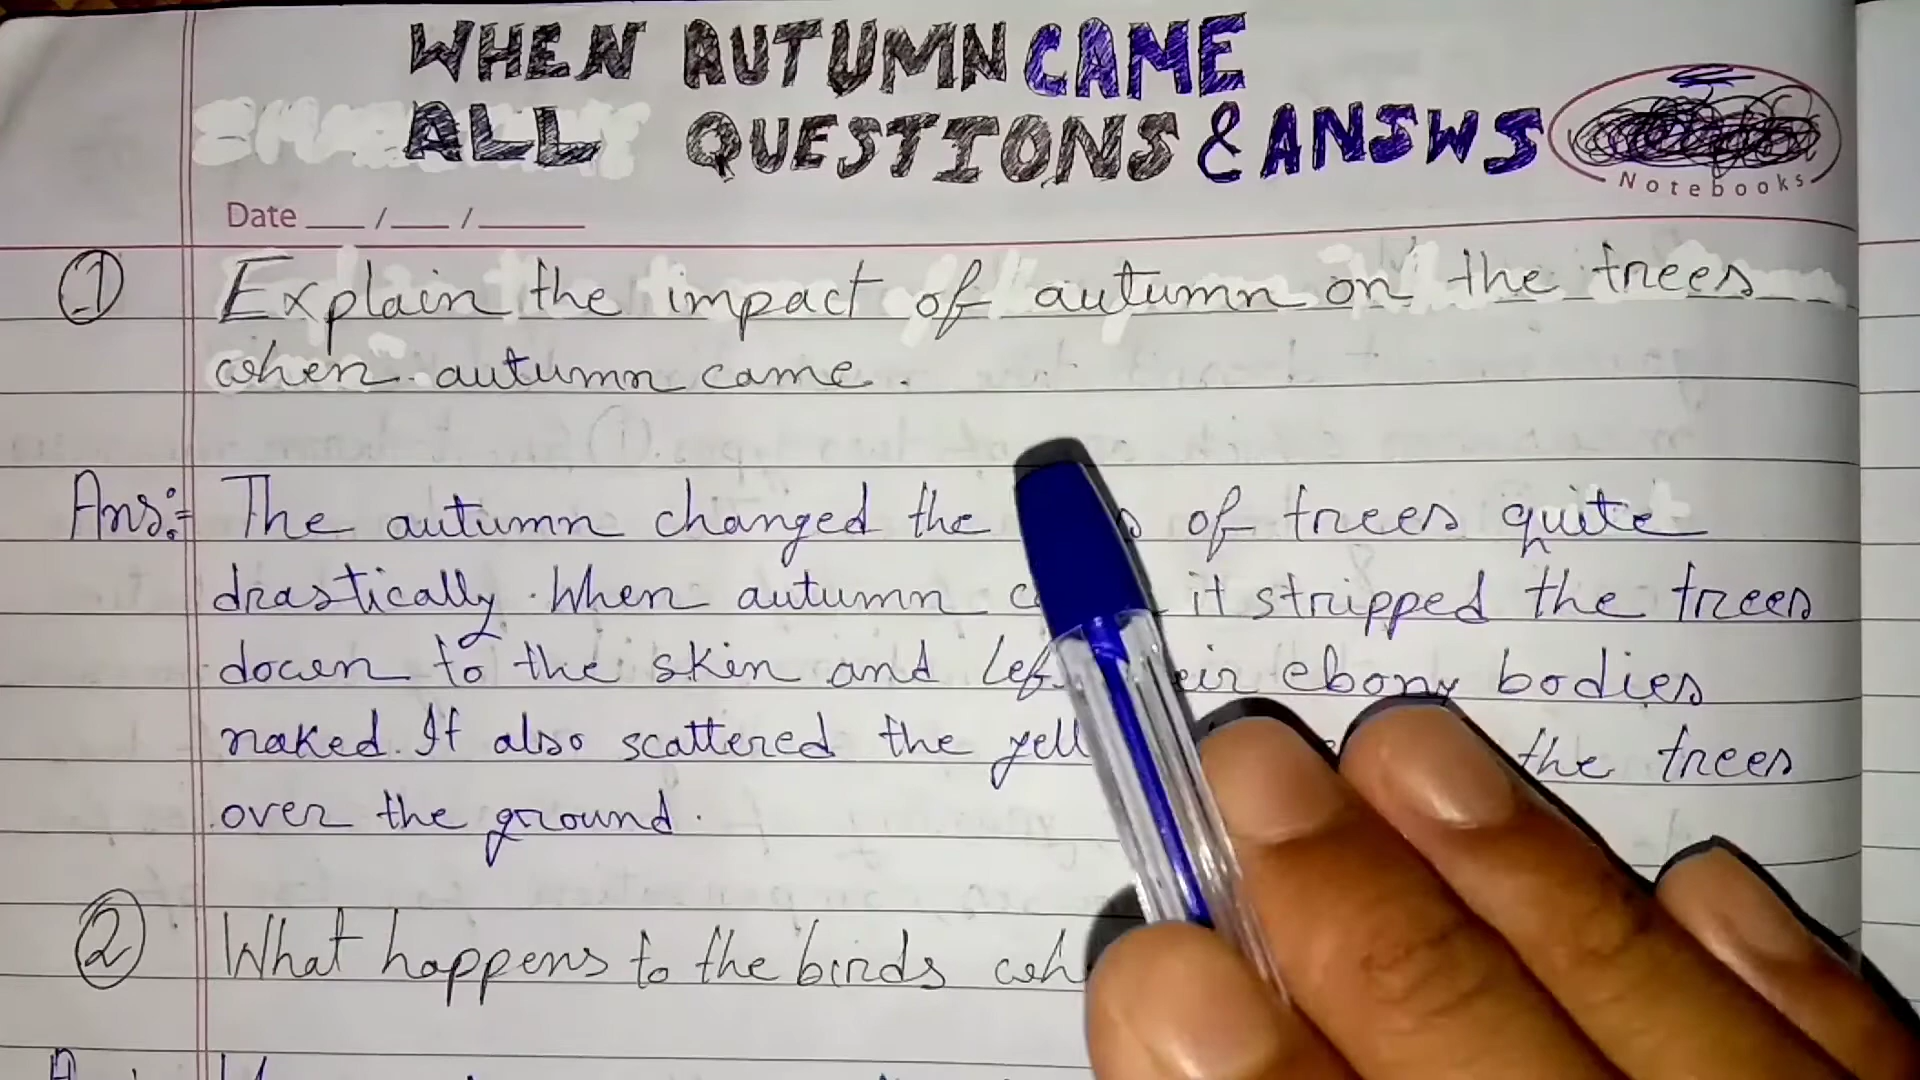 WHEN AUTUMN CAME
ALL QUESTIONS & ANSWS
Notebooks
Date __/__/____
1 Explain the impact of autumn on the trees
when autumn came.
Ans:= The autumn changed the of trees quite
drastically. When autumn it stripped the trees
down to the skin and ebony bodies
naked. It also scattered the the trees
over the ground.
2 What happens to the birds